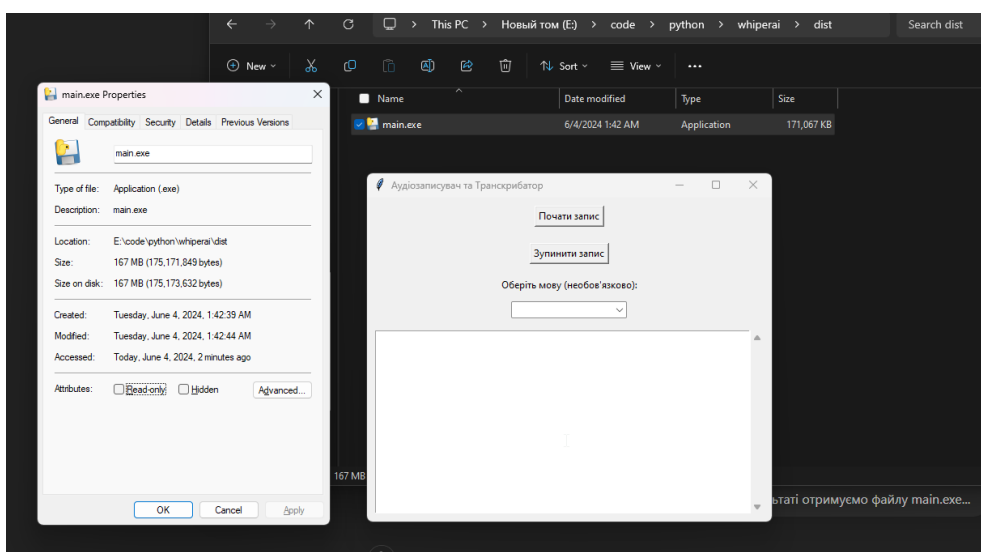 This PC > Новый том (E:) > code > python > whiperai > dist
Search dist
New
Sort
View
Name
Date modified
Type
Size
main.exe
6/4/2024 1:42 AM
Application
171,067 KB
main.exe Properties
General
Compatibility
Security
Details
Previous Versions
main.exe
Type of file: Application (.exe)
Description: main.exe
Location: E:\code\python\whiperai\dist
Size: 167 MB (175,171,849 bytes)
Size on disk: 167 MB (175,173,632 bytes)
Created: Tuesday, June 4, 2024, 1:42:39 AM
Modified: Tuesday, June 4, 2024, 1:42:44 AM
Accessed: Today, June 4, 2024, 2 minutes ago
Attributes:
Read-only
Hidden
Advanced...
OK
Cancel
Apply
Аудіозаписувач та Транскрибатор
Почати запис
Зупинити запис
Оберіть мову (необов'язково):
167 MB
отримуємо файлу main.exe...